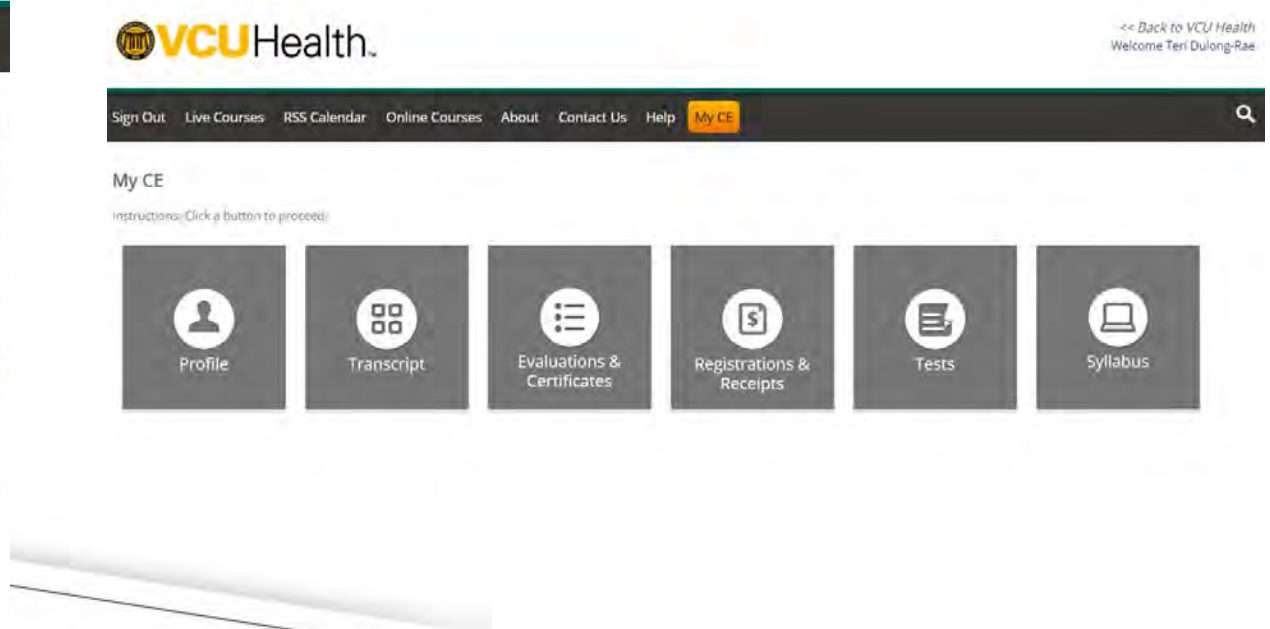 VCUHealth™
<< Back to VCU Health
Welcome Teri Dulong-Rae
Sign Out Live Courses RSS Calendar Online Courses About Contact Us Help My CE
My CE
Instructions: Click a button to proceed.
Profile
Transcript
Evaluations &
Certificates
$
Registrations &
Receipts
Tests
Syllabus